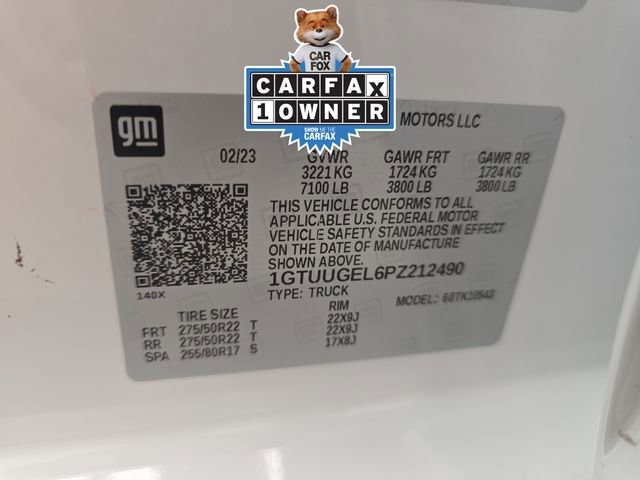 CAR
FOX
CARFAX
1 OWNER
SHOW ME THE
CARFAX
gm
MOTORS LLC
02/23
GVWR
GAWR FRT
GAWR RR
3221 KG
1724 KG
1724 KG
7100 LB
3800 LB
3800 LB
THIS VEHICLE CONFORMS TO ALL
APPLICABLE U.S. FEDERAL MOTOR
VEHICLE SAFETY STANDARDS IN EFFECT
ON THE DATE OF MANUFACTURE
SHOWN ABOVE.
1GTUUGEL6PZ212490
TYPE: TRUCK
MODEL:
140X
TIRE SIZE
RIM
FRT 275/50R22 T 22X9J
RR 275/50R22 T 22X9J
SPA 255/80R17 S 17X8J